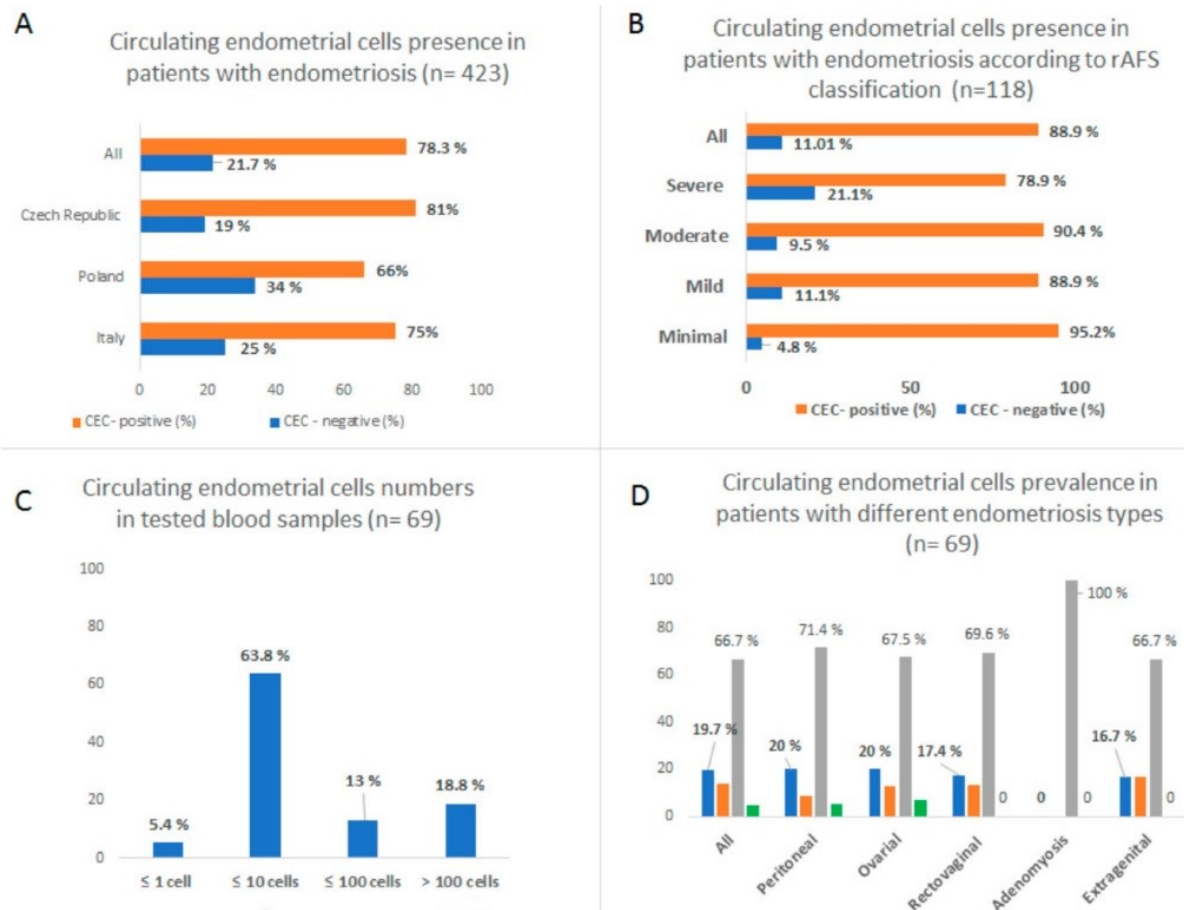 A
Circulating endometrial cells presence in
patients with endometriosis (n= 423)
All
78.3 %
21.7 %
Czech Republic
81%
19 %
Poland
66%
34 %
Italy
75%
25 %
0 20 40 60 80 100
CEC- positive (%) CEC - negative (%)
B
Circulating endometrial cells presence in
patients with endometriosis according to rAFS
classification (n=118)
All
88.9 %
11.01 %
Severe
78.9 %
21.1%
Moderate
90.4 %
9.5 %
Mild
88.9 %
11.1%
Minimal
95.2%
4.8 %
0 50 100
CEC- positive (%) CEC - negative (%)
C
Circulating endometrial cells numbers
in tested blood samples (n= 69)
100
80
60
40
20
0
5.4 %
63.8 %
13 %
18.8 %
≤ 1 cell ≤ 10 cells ≤ 100 cells > 100 cells
D
Circulating endometrial cells prevalence in
patients with different endometriosis types
(n= 69)
100
80
60
40
20
0
19.7 % 66.7 %
20 % 71.4 %
20 % 67.5 %
17.4 % 69.6 % 0
0 100 % 0
16.7 % 66.7 % 0
All Peritoneal Ovarial Rectovaginal Adenomyosis Extragenital